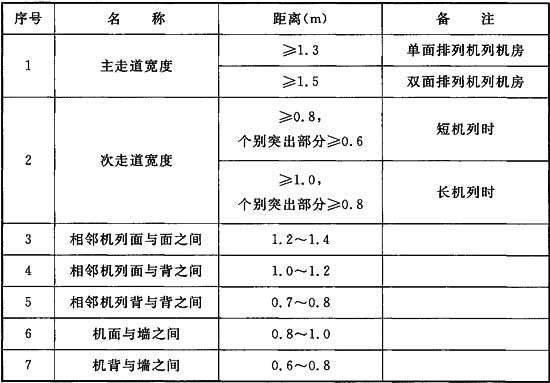 序号 名 称 距离(m) 备 注
1 主走道宽度 ≥1.3 单面排列机列机房
≥1.5 双面排列机列机房
2 次走道宽度 ≥0.8,
个别突出部分≥0.6 短机列时
≥1.0,
个别突出部分≥0.8 长机列时
3 相邻机列面与面之间 1.2～1.4
4 相邻机列面与背之间 1.0～1.2
5 相邻机列背与背之间 0.7～0.8
6 机面与墙之间 0.8～1.0
7 机背与墙之间 0.6～0.8